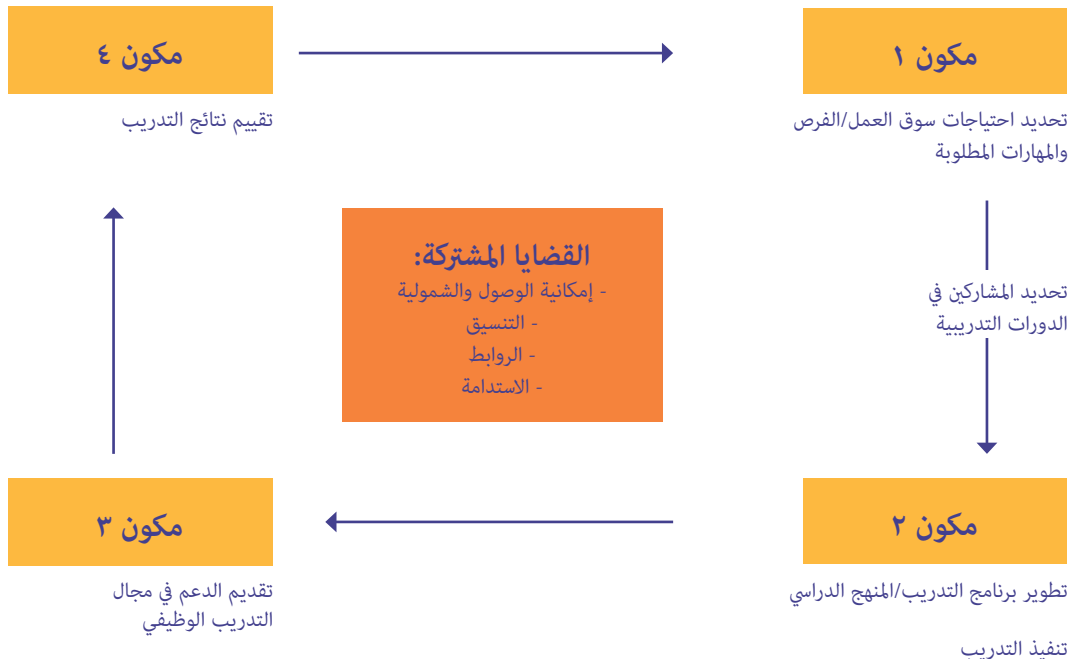 مكون ١
تحديد احتياجات سوق العمل/الفرص
والمهارات المطلوبة
تحديد المشاركين في
الدورات التدريبية
مكون ٢
تطوير برنامج التدريب/المنهج الدراسي
تنفيذ التدريب
مكون ٣
تقديم الدعم في مجال
التدريب الوظيفي
مكون ٤
تقييم نتائج التدريب
القضايا المشتركة:
- إمكانية الوصول والشمولية
- التنسيق
- الروابط
- الاستدامة